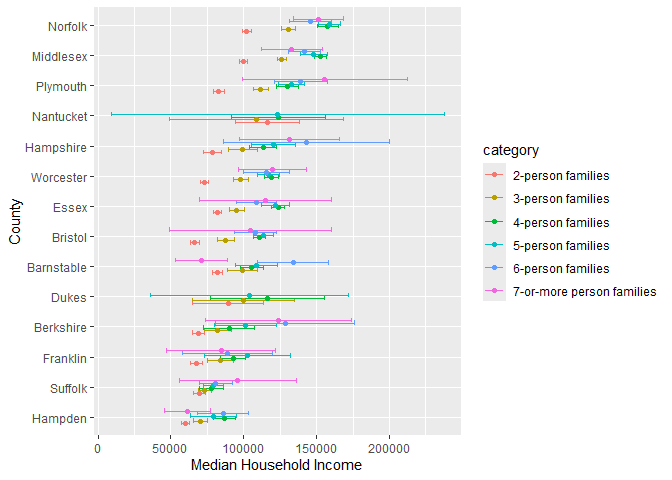 County
Norfolk
Middlesex
Plymouth
Nantucket
Hampshire
Worcester
Essex
Bristol
Barnstable
Dukes
Berkshire
Franklin
Suffolk
Hampden
0
50000
100000
150000
200000
Median Household Income
category
2-person families
3-person families
4-person families
5-person families
6-person families
7-or-more person families